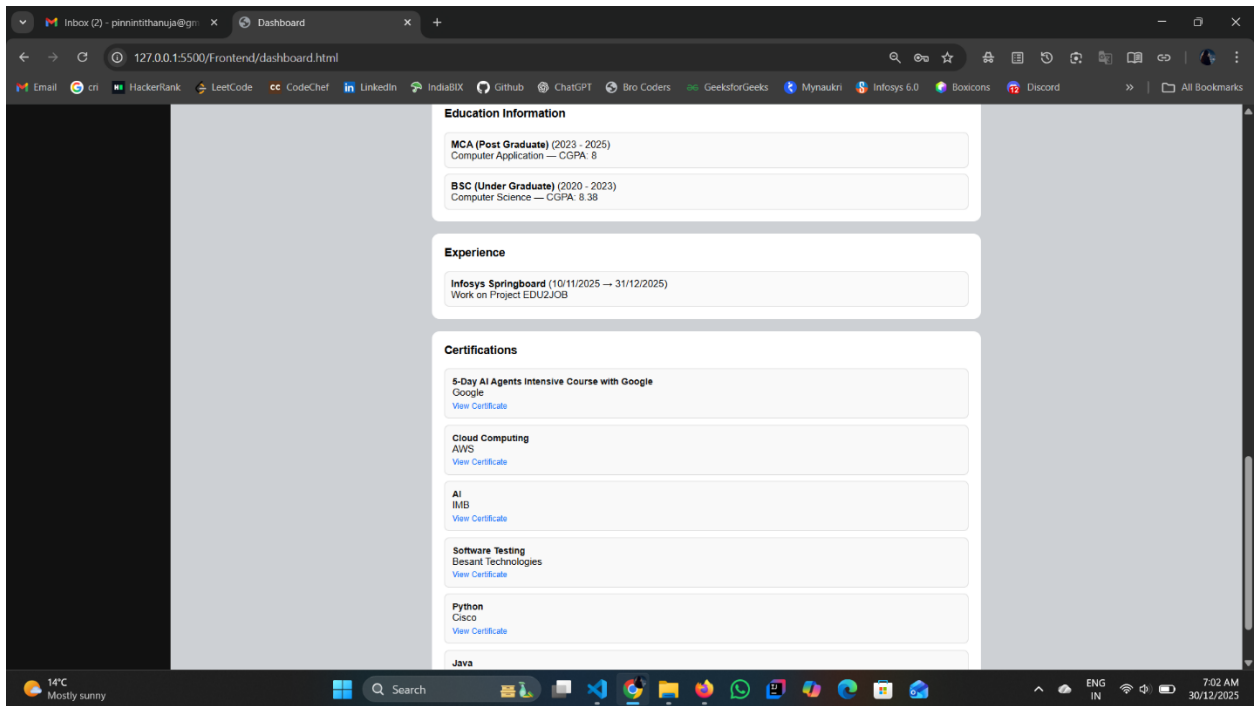 Inbox (2) - pinnintithanuja@gm
Dashboard
127.0.0.1:5500/Frontend/dashboard.html
Email
cri
HackerRank
LeetCode
CodeChef
LinkedIn
IndiaBIX
Github
ChatGPT
Bro Coders
GeeksforGeeks
Mynaukri
Infosys 6.0
Boxicons
Discord
All Bookmarks
Education Information
MCA (Post Graduate) (2023 - 2025)
Computer Application — CGPA: 8
BSC (Under Graduate) (2020 - 2023)
Computer Science — CGPA: 8.38
Experience
Infosys Springboard (10/11/2025 → 31/12/2025)
Work on Project EDU2JOB
Certifications
5-Day AI Agents Intensive Course with Google
Google
View Certificate
Cloud Computing
AWS
View Certificate
AI
IMB
View Certificate
Software Testing
Besant Technologies
View Certificate
Python
Cisco
View Certificate
Java
14°C
Mostly sunny
Search
ENG
IN
7:02 AM
30/12/2025